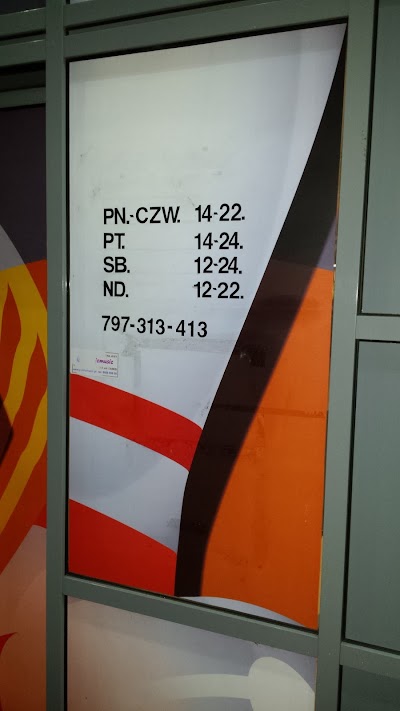 PN.-CZW. 14-22.
PT. 14-24.
SB. 12-24.
ND. 12-22.
797-313-413